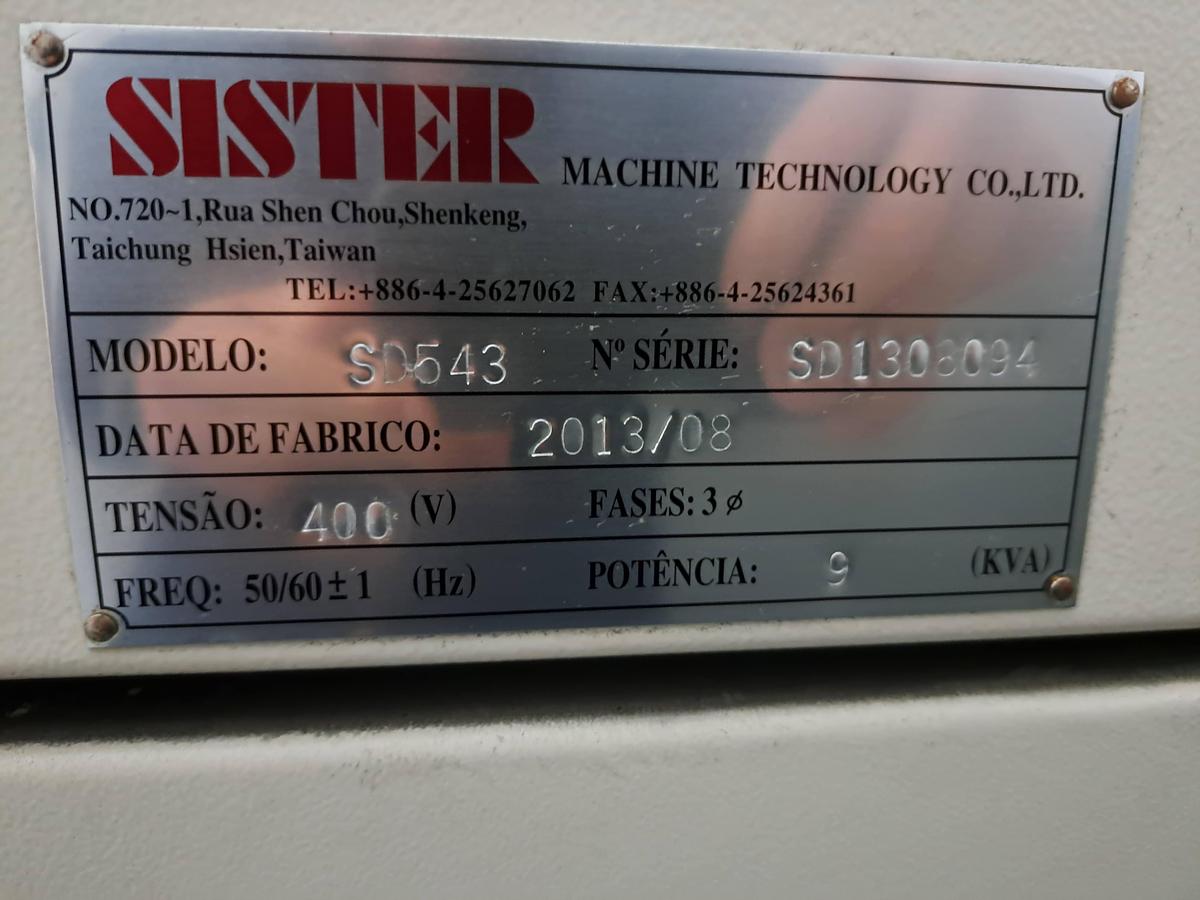 SISTER MACHINE TECHNOLOGY CO.,LTD.
NO.720~1,Rua Shen Chou,Shenkeng,
Taichung Hsien,Taiwan
TEL:+886-4-25627062 FAX:+886-4-25624361
MODELO: SD543 Nº SÉRIE: SD1308094
DATA DE FABRICO: 2013/08
TENSÃO: 400 (V) FASES: 3 ø
FREQ: 50/60 ± 1 (Hz) POTÊNCIA: 9 (KVA)